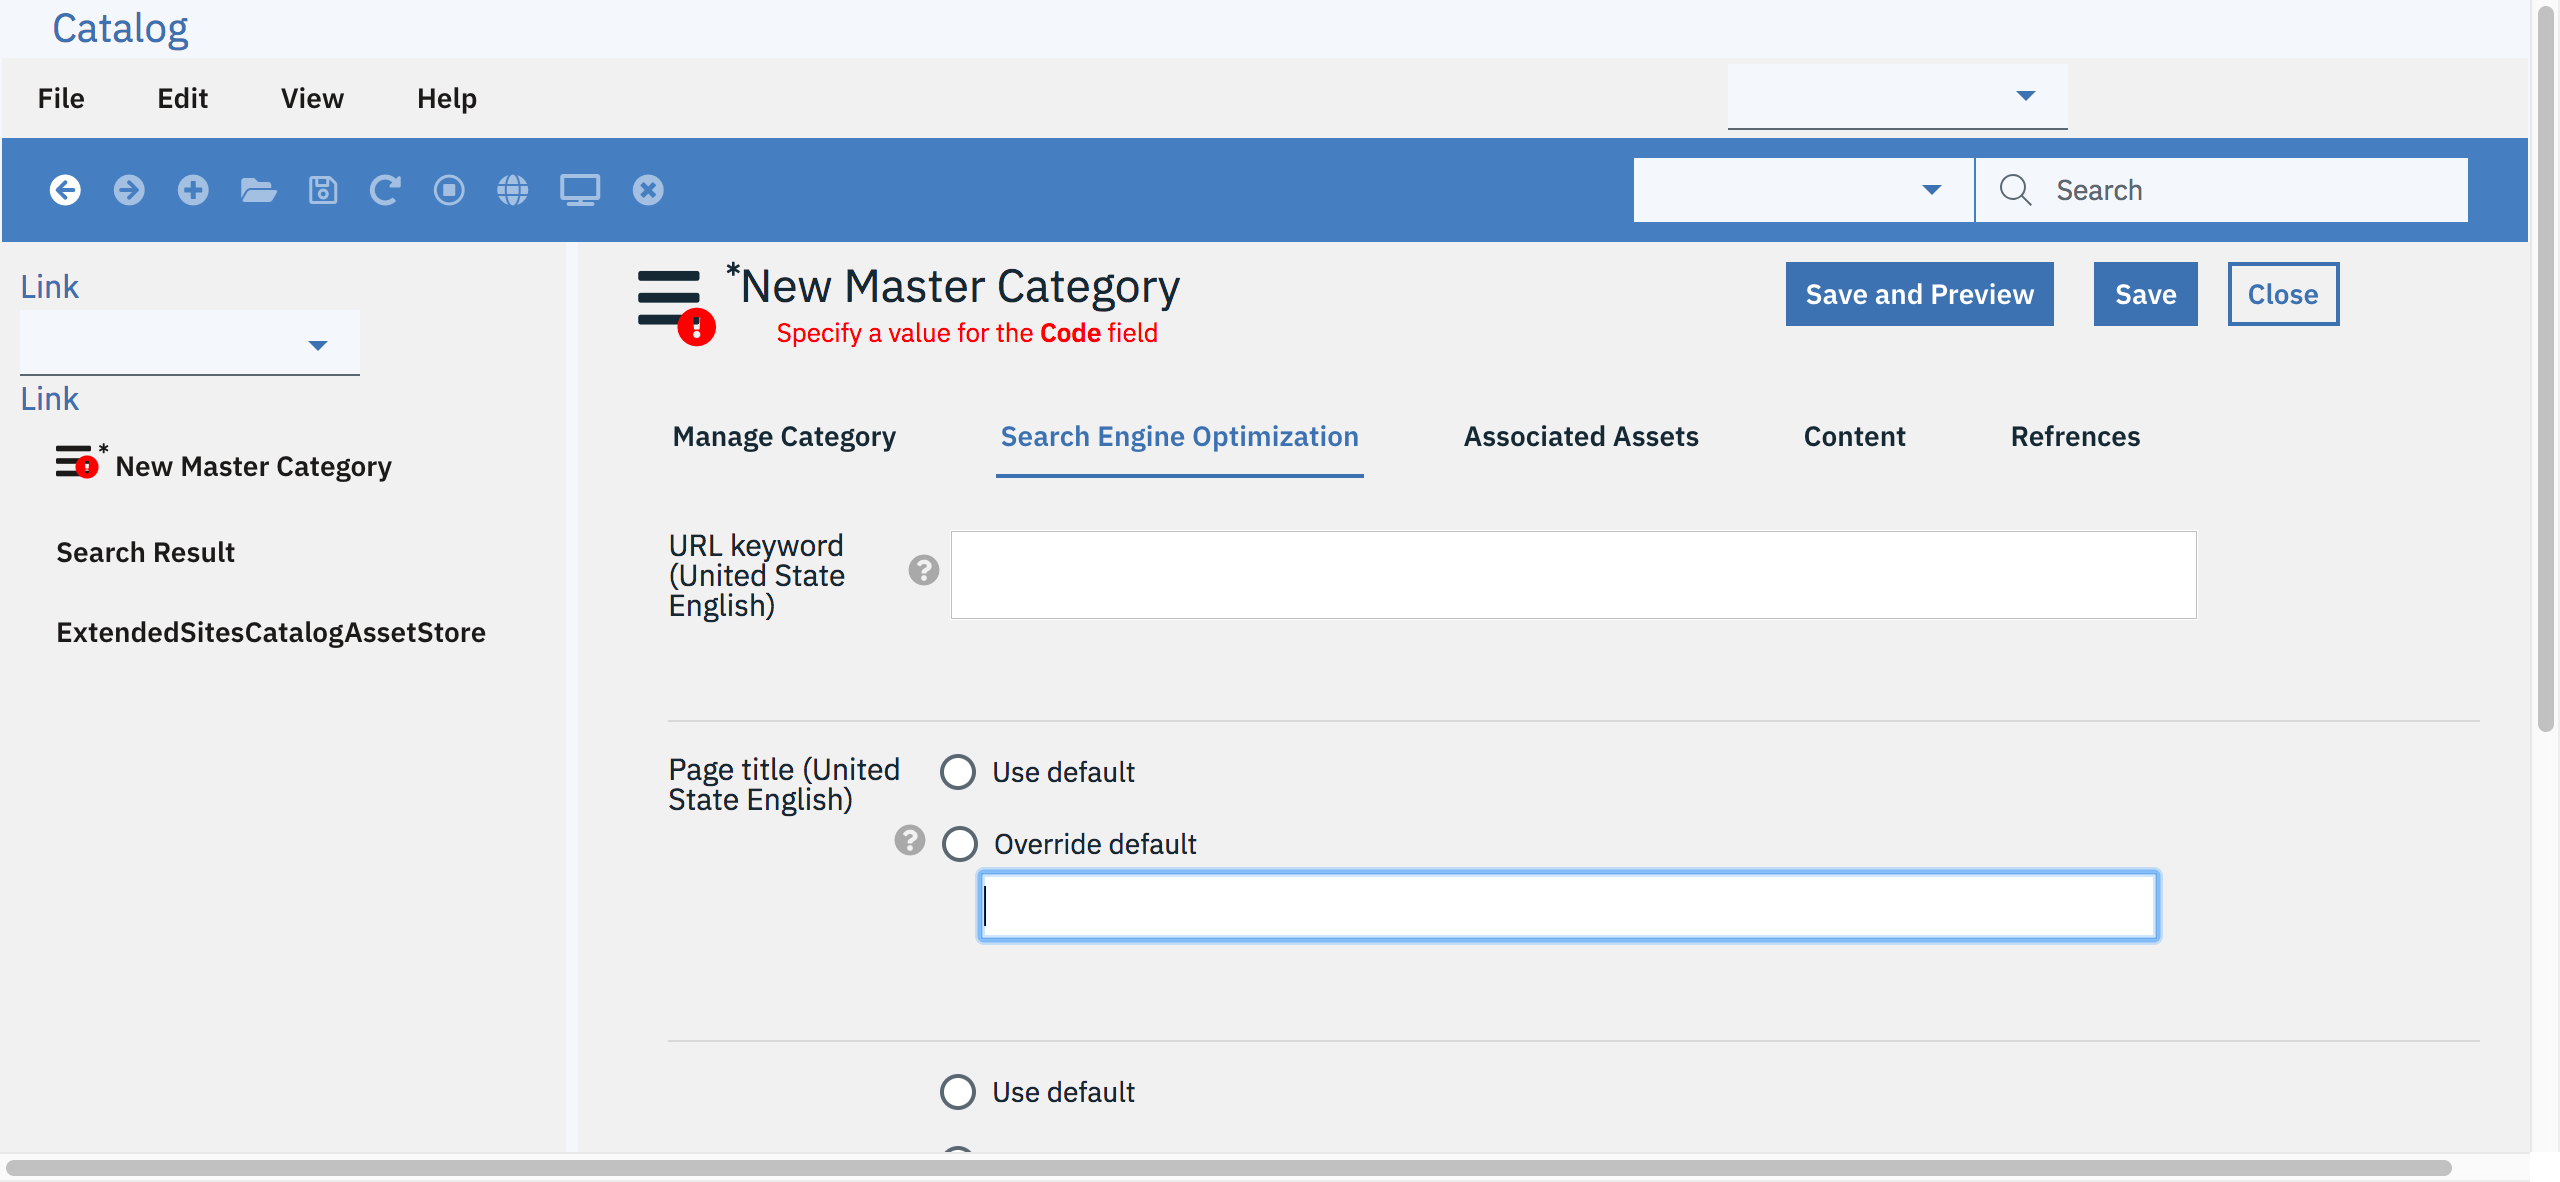 Catalog
File Edit View Help
Search
Link
Link
* New Master Category
Search Result
ExtendedSitesCatalogAssetStore
*New Master Category
Specify a value for the Code field
Save and Preview Save Close
Manage Category Search Engine Optimization Associated Assets Content Refrences
URL keyword
(United State
English)
Page title (United
State English)
Use default
Override default
Use default